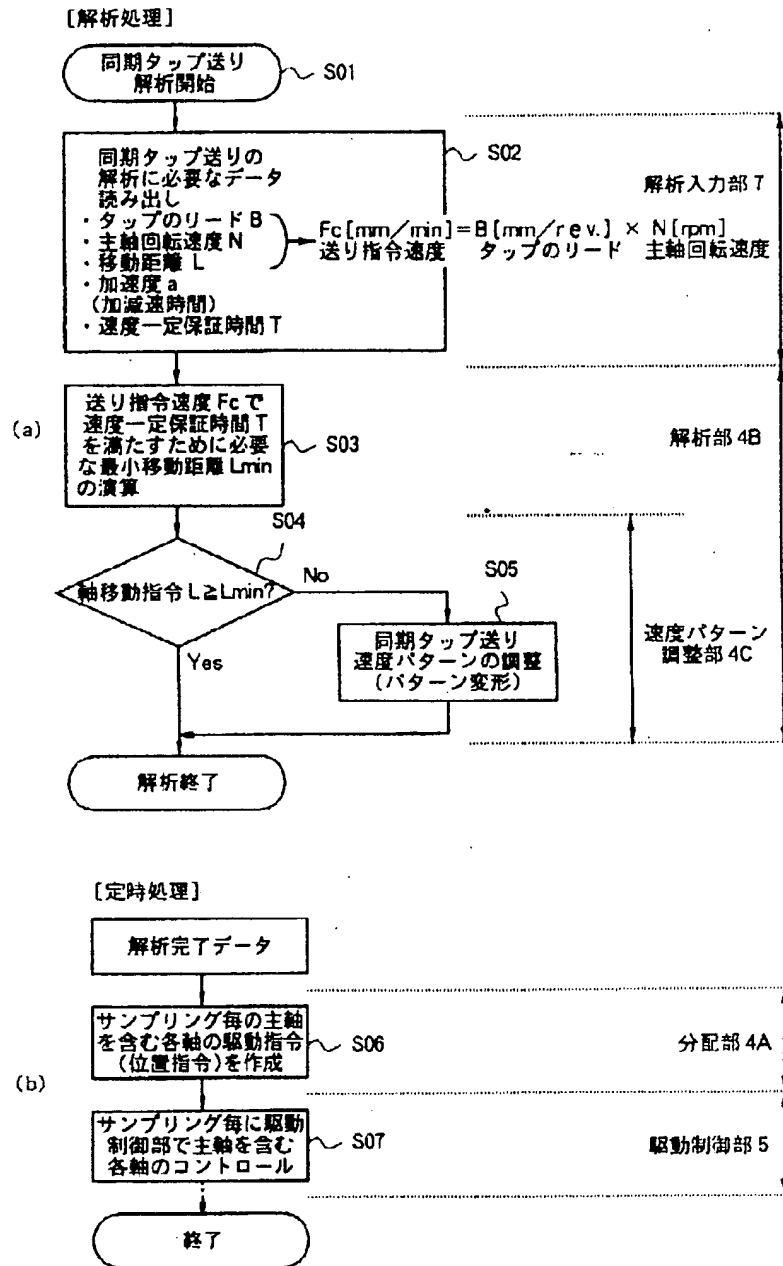 [解析処理]
同期タップ送り
解析開始
S01
S02
同期タップ送りの
解析に必要なデータ
読み出し
・タップのリードB
・主軸回転速度N
・移動距離 L
・加速度a
(加減速時間)
・速度一定保証時間T
Fc[mm/min]=B[mm/rev.] × N[rpm]
送り指令速度 タップのリード 主軸回転速度
解析入力部7
(a)
送り指令速度Fcで
速度一定保証時間T
を満たすために必要
な最小移動距離Lmin
の演算
S03
解析部4B
S04
軸移動指令L≧Lmin?
No
Yes
S05
同期タップ送り
速度パターンの調整
(パターン変形)
速度パターン
調整部4C
解析終了
[定時処理]
解析完了データ
(b)
サンプリング毎の主軸
を含む各軸の駆動指令
(位置指令)を作成
S06
分配部4A
サンプリング毎に駆動
制御部で主軸を含む
各軸のコントロール
S07
駆動制御部5
終了